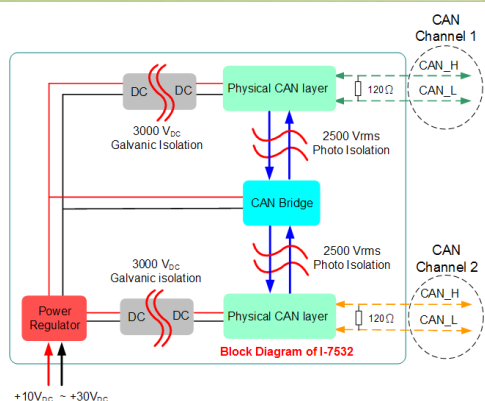 CAN
Channel 1
CAN_H
DC DC
Physical CAN layer
120Ω
CAN_L
3000 VDC
Galvanic Isolation
2500 Vrms
Photo Isolation
CAN Bridge
3000 VDC
Galvanic isolation
2500 Vrms
Photo Isolation
CAN
Channel 2
CAN_H
Power
Regulator
DC DC
Physical CAN layer
120Ω
CAN_L
Block Diagram of I-7532
+10VDC ~ +30VDC